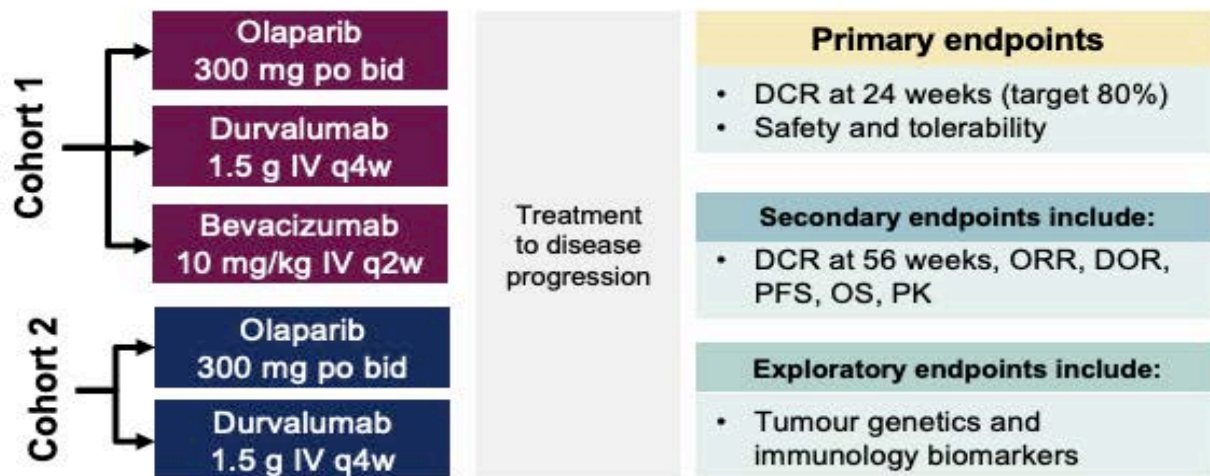 Cohort 1
Olaparib
300 mg po bid
Durvalumab
1.5 g IV q4w
Bevacizumab
10 mg/kg IV q2w
Cohort 2
Olaparib
300 mg po bid
Durvalumab
1.5 g IV q4w
Treatment
to disease
progression
Primary endpoints
• DCR at 24 weeks (target 80%)
• Safety and tolerability
Secondary endpoints include:
• DCR at 56 weeks, ORR, DOR,
PFS, OS, PK
Exploratory endpoints include:
• Tumour genetics and
immunology biomarkers